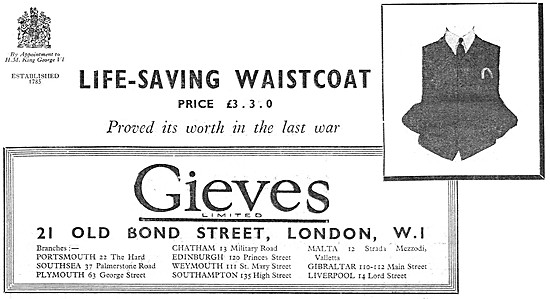 By Appointment to
H.M. King George VI
ESTABLISHED
1785
LIFE-SAVING WAISTCOAT
PRICE £3.3.0
Proved its worth in the last war
Gieves
LIMITED
21 OLD BOND STREET, LONDON, W.1
Branches:—
PORTSMOUTH 22 The Hard
SOUTHSEA 37 Palmerstone Road
PLYMOUTH 63 George Street
CHATHAM 13 Military Road
EDINBURGH 120 Princes Street
WEYMOUTH 111 St. Mary Street
SOUTHAMPTON 135 High Street
MALTA 12 Strada Mezzodi,
Valletta
GIBRALTAR 110-112 Main Street
LIVERPOOL 14 Lord Street